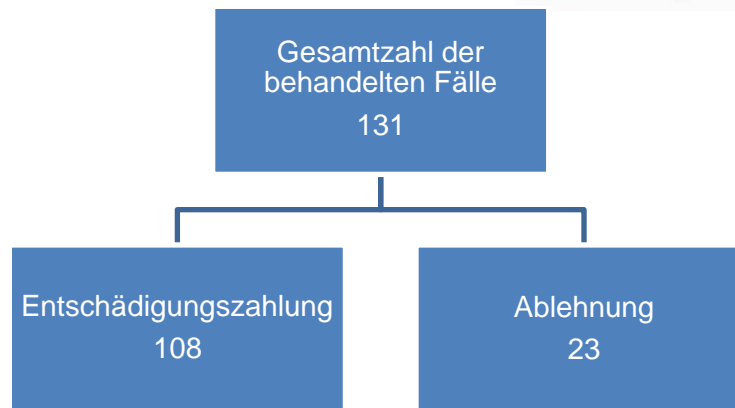 Gesamtzahl der
behandelten Fälle
131
Entschädigungszahlung
108
Ablehnung
23